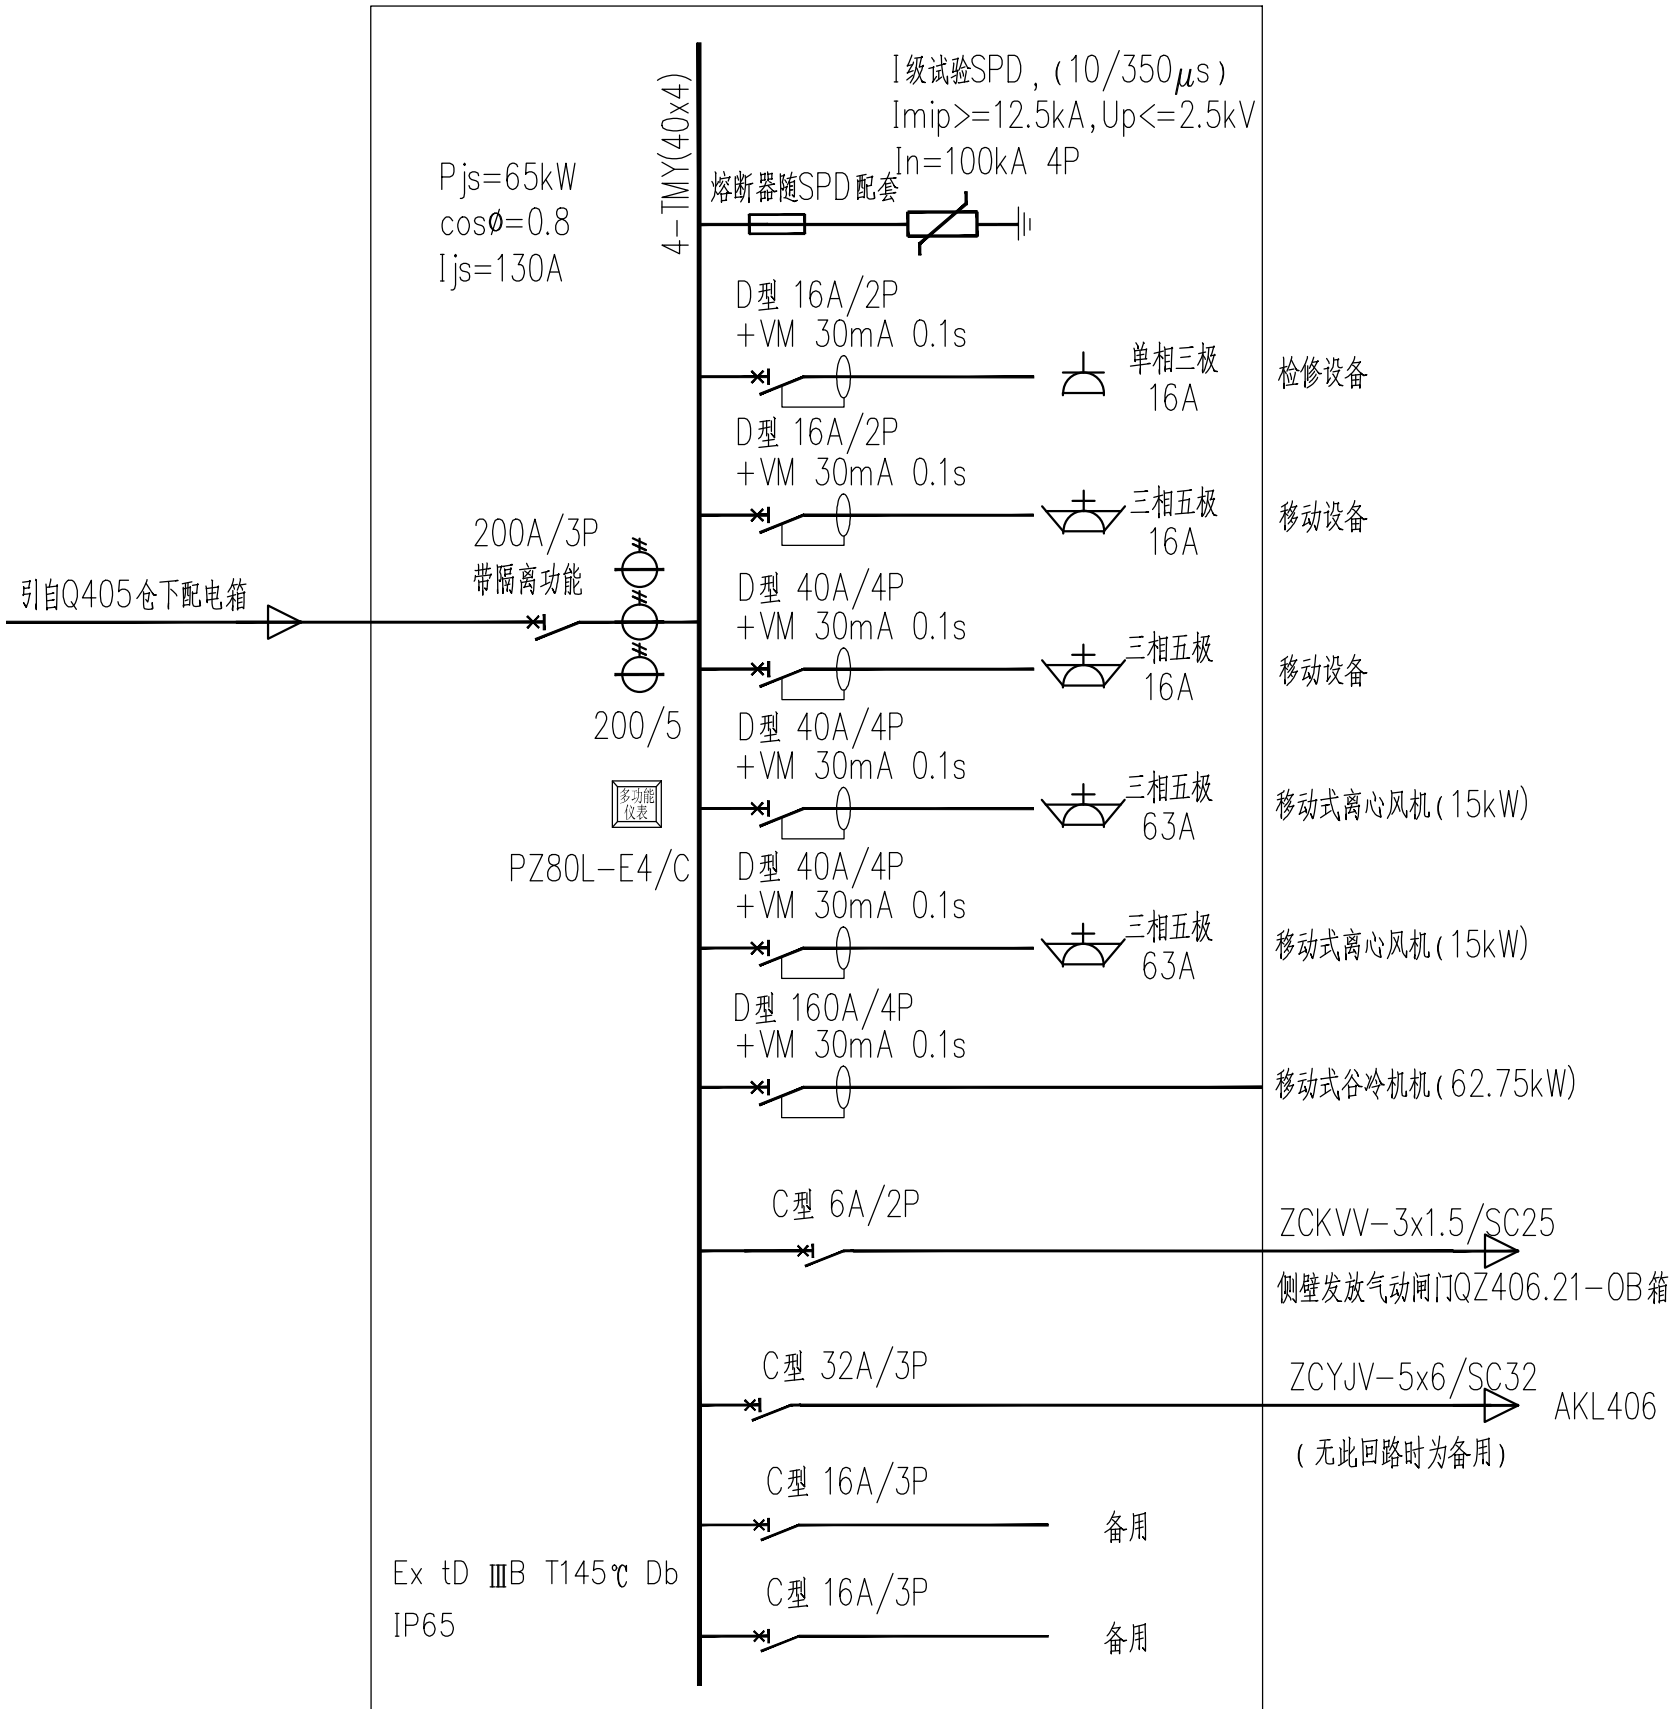 I级试验SPD,(10/350μs)
Imip>=12.5kA,Up<=2.5kV
In=100kA 4P
4-TMY(40x4)
熔断器随SPD配套
Pjs=65kW
cosø=0.8
Ijs=130A
D型 16A/2P
+VM 30mA 0.1s
单相三极
16A
检修设备
D型 16A/2P
+VM 30mA 0.1s
三相五极
16A
移动设备
200A/3P
带隔离功能
引自Q405仓下配电箱
D型 40A/4P
+VM 30mA 0.1s
三相五极
16A
移动设备
200/5
D型 40A/4P
+VM 30mA 0.1s
三相五极
63A
移动式离心风机(15kW)
多功能
仪表
PZ80L-E4/C
D型 40A/4P
+VM 30mA 0.1s
三相五极
63A
移动式离心风机(15kW)
D型 160A/4P
+VM 30mA 0.1s
移动式谷冷机机(62.75kW)
C型 6A/2P
ZCKVV-3x1.5/SC25
侧壁发放气动闸门QZ406.21-OB箱
C型 32A/3P
ZCYJV-5x6/SC32
AKL406
(无此回路时为备用)
C型 16A/3P
备用
Ex tD ⅢB T145℃ Db
IP65
C型 16A/3P
备用